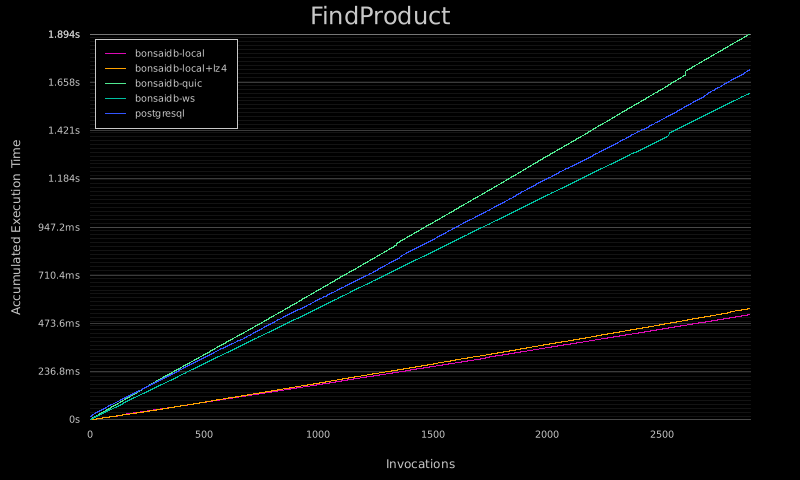 FindProduct
1.894s
bonsaidb-local
bonsaidb-local+lz4
bonsaidb-quic
bonsaidb-ws
postgresql
1.658s
1.421s
1.184s
947.2ms
710.4ms
473.6ms
236.8ms
0s
Accumulated Execution Time
0 500 1000 1500 2000 2500
Invocations